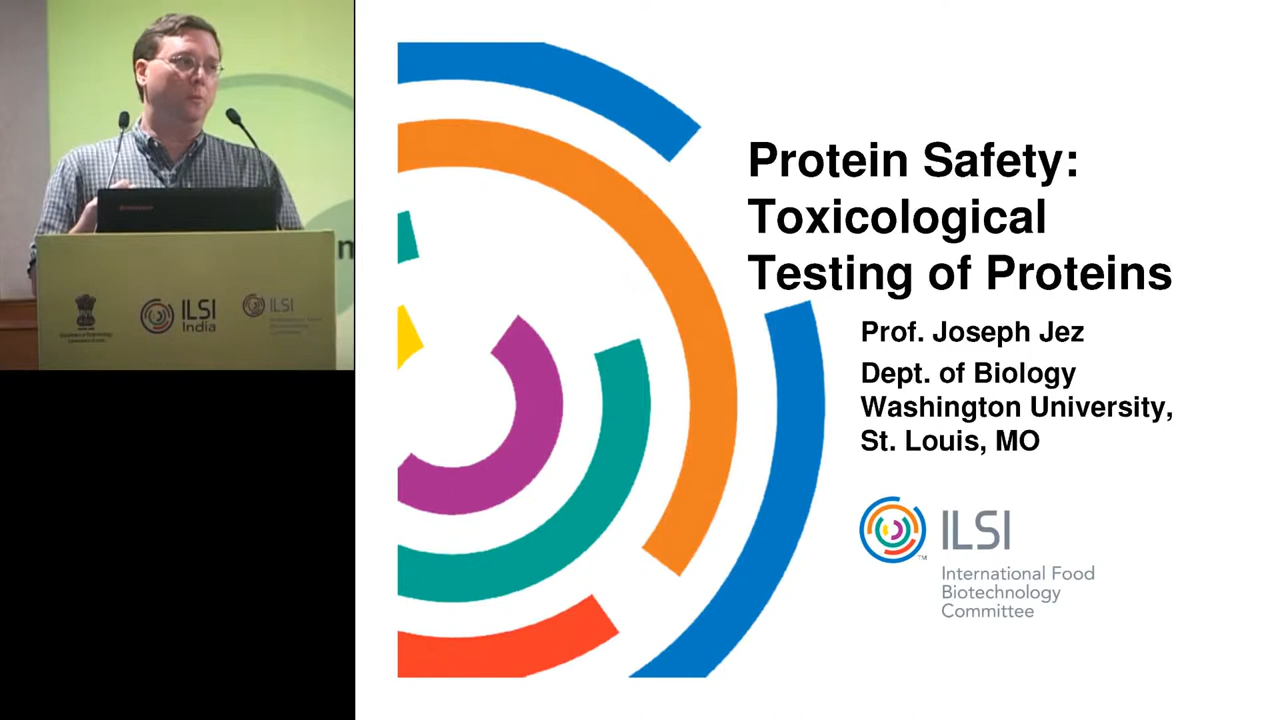 Protein Safety:
Toxicological
Testing of Proteins
Prof. Joseph Jez
Dept. of Biology
Washington University,
St. Louis, MO
ILSI
TM
International Food
Biotechnology
Committee
ILSI
India
ILSI